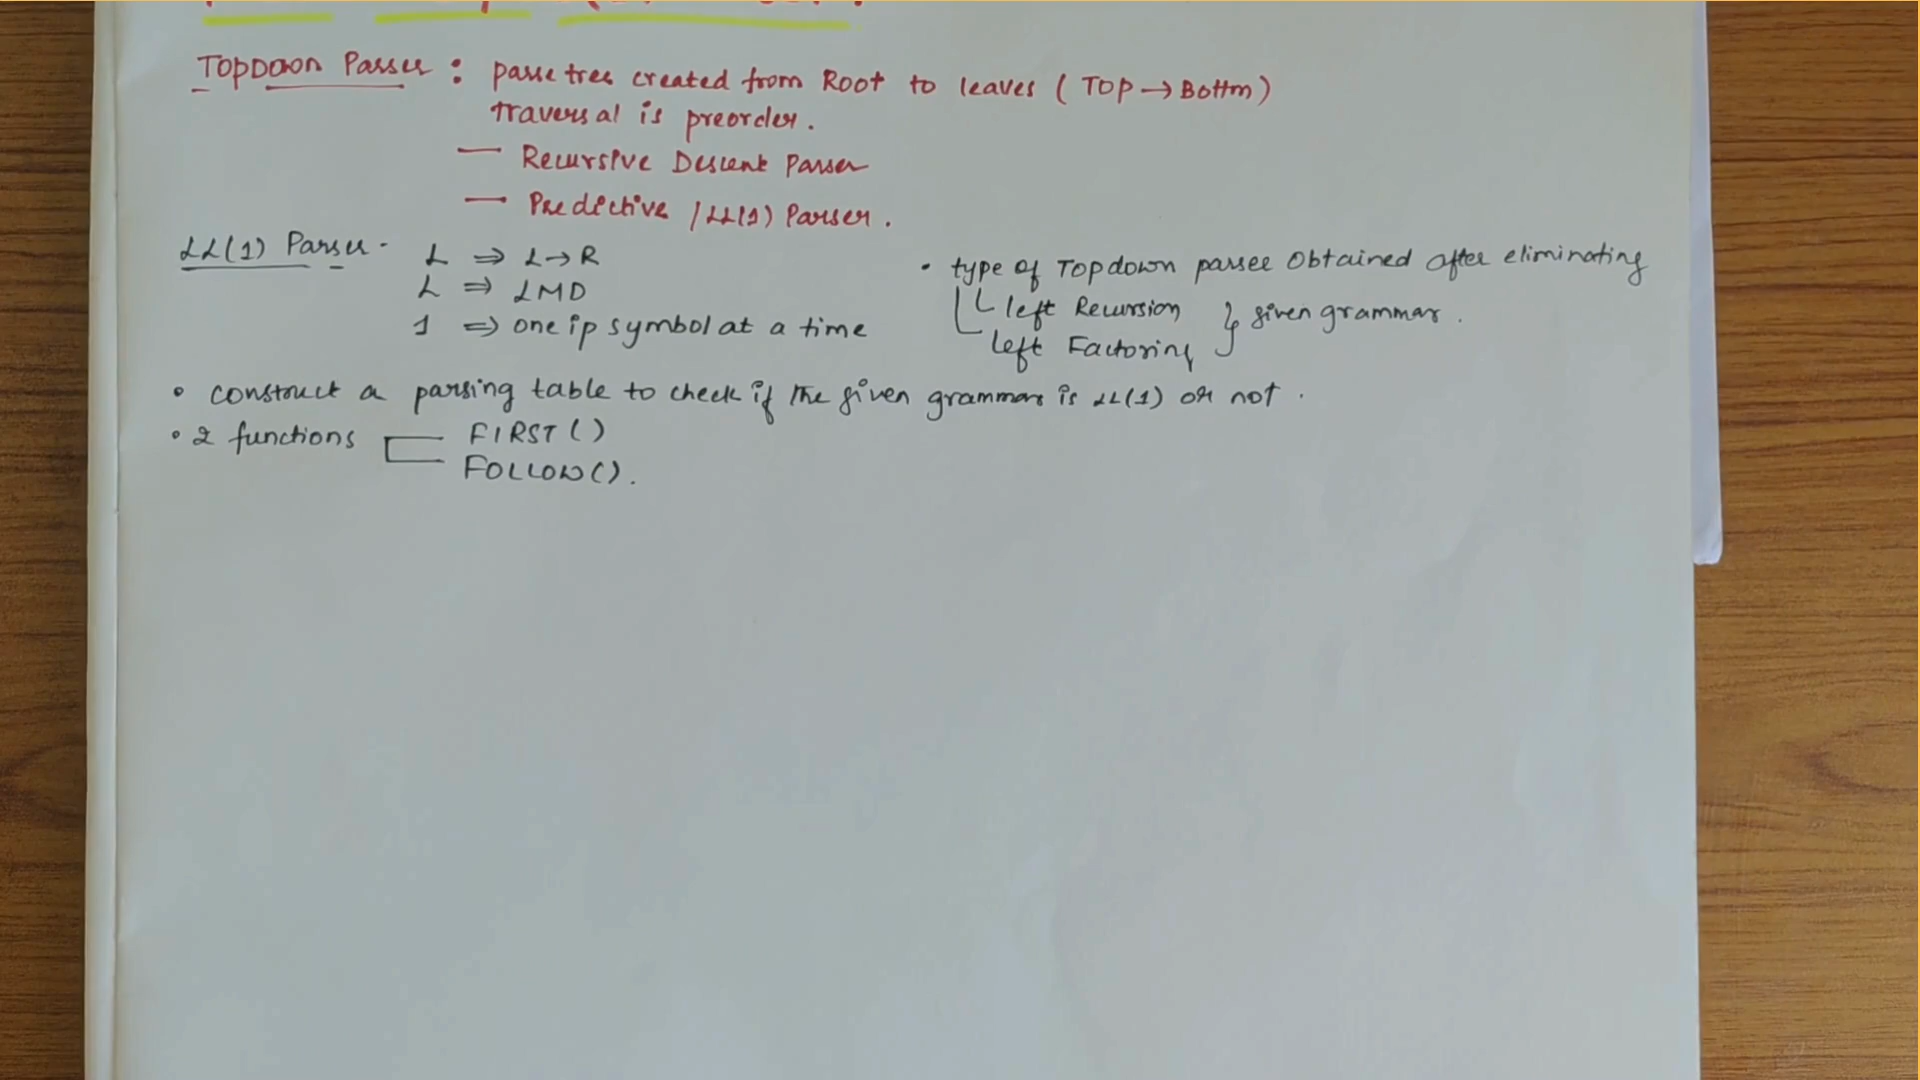 TopDown Parser : parse tree created from Root to leaves ( TOP → Bottm )
traversal is preorder.
— Recursive Descent Parser
— Predictive / LL(1) Parser.
LL(1) Parser -
L ⇒ L → R
L ⇒ LMD
1 ⇒ one ip symbol at a time
• type of Topdown parser Obtained after eliminating
left Recursion
left Factoring } given grammar.
• construct a parsing table to check if the given grammar is LL(1) or not.
• 2 functions
FIRST ( )
FOLLOW ( ).